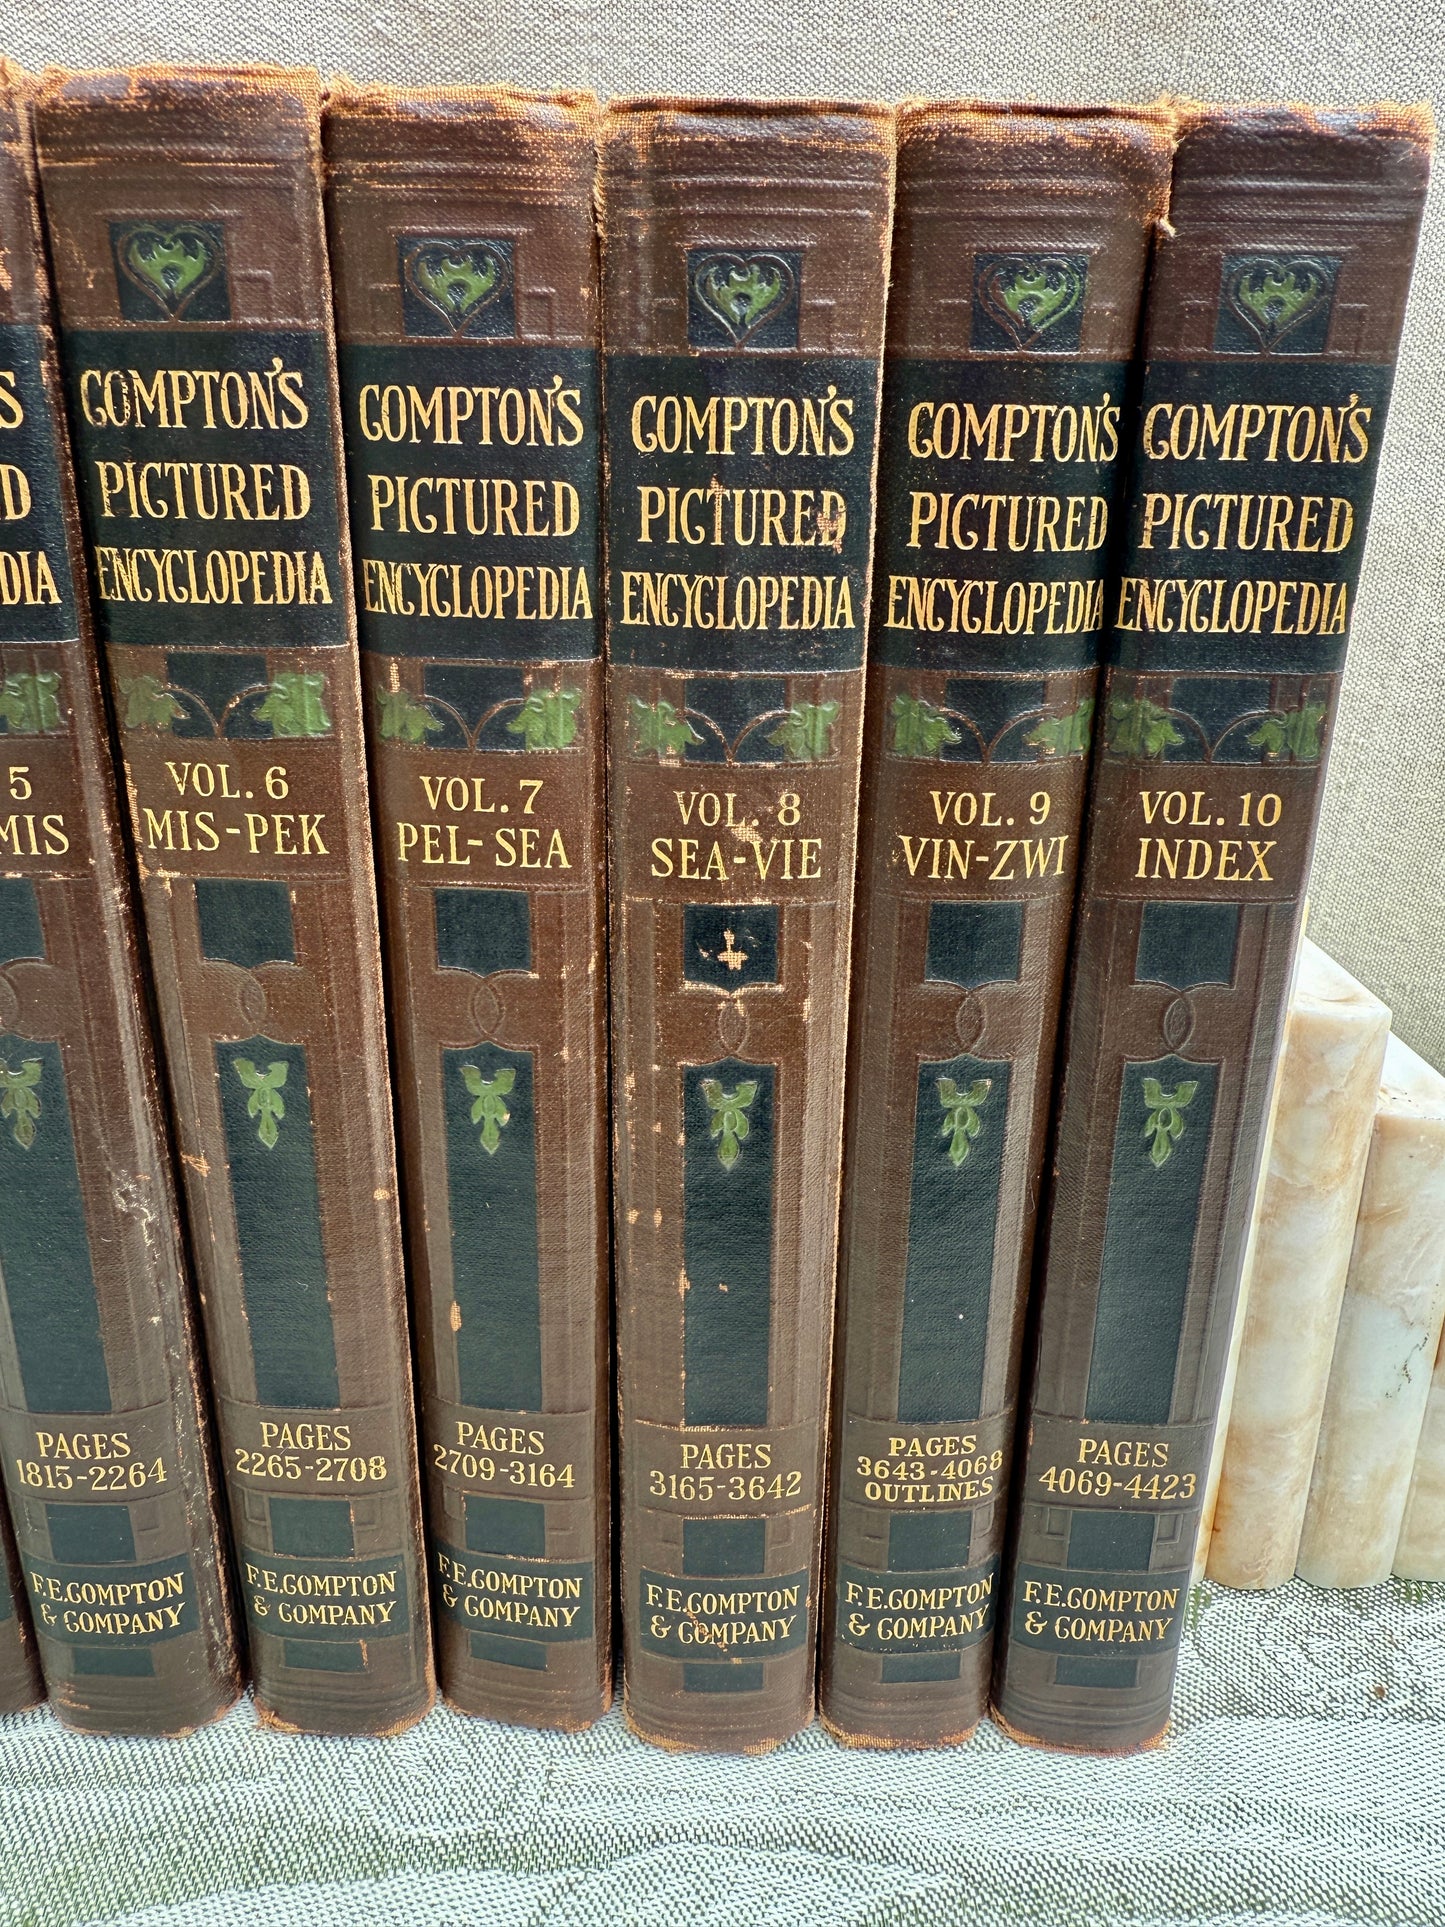 S
D
DIA
5
MIS
PAGES
1815-2264
F.E.COMPTON
& COMPANY
COMPTON'S
PICTURED
ENCYCLOPEDIA
VOL. 6
MIS-PEK
PAGES
2265-2708
F.E.COMPTON
& COMPANY
COMPTON'S
PICTURED
ENCYCLOPEDIA
VOL. 7
PEL-SEA
PAGES
2709-3164
F.E.COMPTON
& COMPANY
COMPTON'S
PICTURED
ENCYCLOPEDIA
VOL. 8
SEA-VIE
PAGES
3165-3642
F.E.COMPTON
& COMPANY
COMPTON'S
PICTURED
ENCYCLOPEDIA
VOL. 9
VIN-ZWI
PAGES
3643-4068
OUTLINES
F.E.COMPTON
& COMPANY
COMPTON'S
PICTURED
ENCYCLOPEDIA
VOL. 10
INDEX
PAGES
4069-4423
F.E.COMPTON
& COMPANY